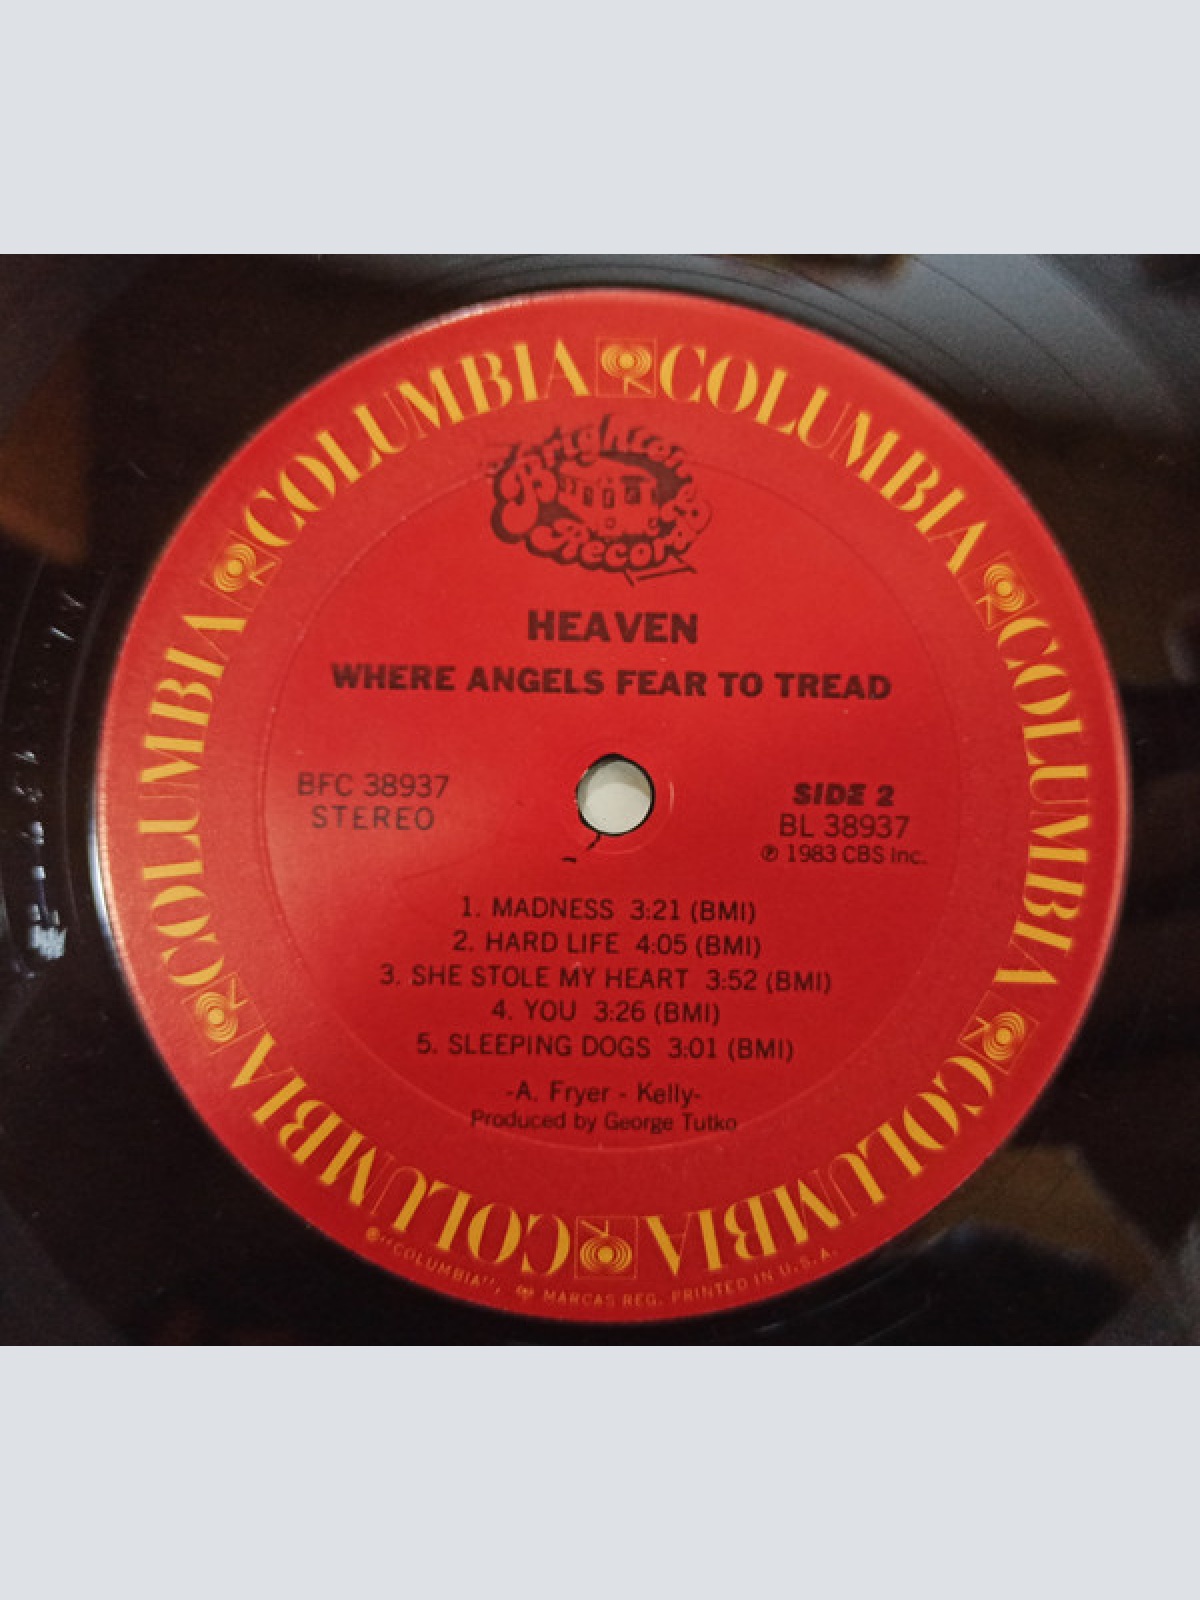 COLUMBIA COLUMBIA COLUMBIA COLUMBIA COLUMBIA COLUMBIA
Brighton
Records
HEAVEN
WHERE ANGELS FEAR TO TREAD
BFC 38937
STEREO
SIDE 2
BL 38937
℗ 1983 CBS Inc.
1. MADNESS 3:21 (BMI)
2. HARD LIFE 4:05 (BMI)
3. SHE STOLE MY HEART 3:52 (BMI)
4. YOU 3:26 (BMI)
5. SLEEPING DOGS 3:01 (BMI)
-A. Fryer - Kelly-
Produced by George Tutko
®"COLUMBIA", MARCAS REG. PRINTED IN U.S.A.